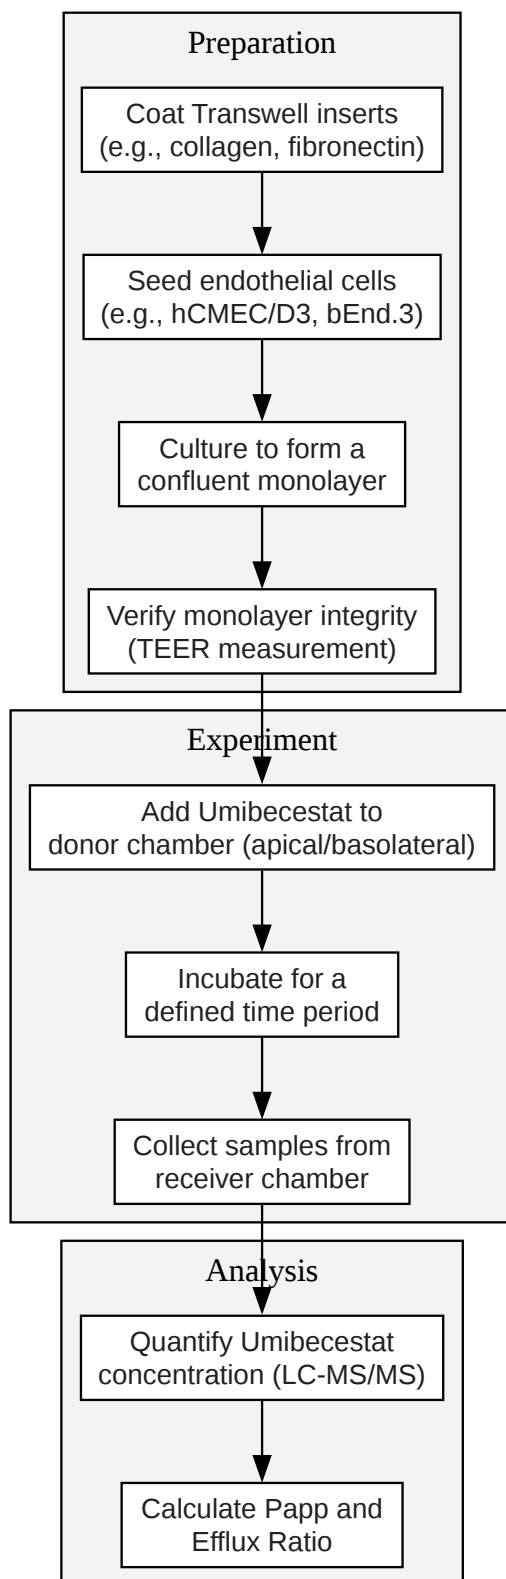 Preparation
Coat Transwell inserts
(e.g., collagen, fibronectin)
Seed endothelial cells
(e.g., hCMEC/D3, bEnd.3)
Culture to form a
confluent monolayer
Verify monolayer integrity
(TEER measurement)
Experiment
Add Umibecestat to
donor chamber (apical/basolateral)
Incubate for a
defined time period
Collect samples from
receiver chamber
Analysis
Quantify Umibecestat
concentration (LC-MS/MS)
Calculate Papp and
Efflux Ratio